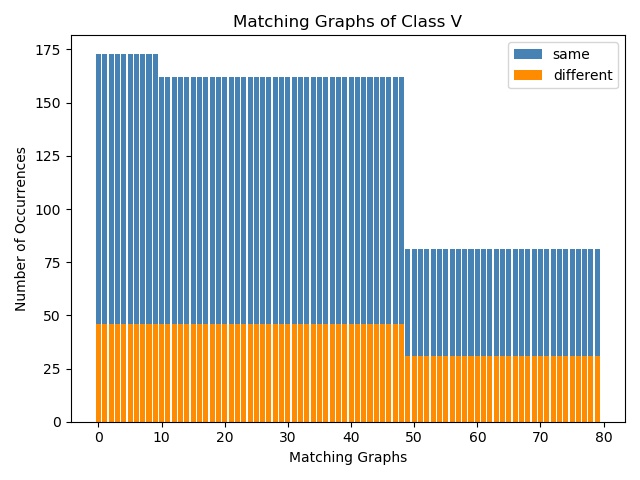 Matching Graphs of Class V
same
different
Number of Occurrences
175
150
125
100
75
50
25
0
0 10 20 30 40 50 60 70 80
Matching Graphs